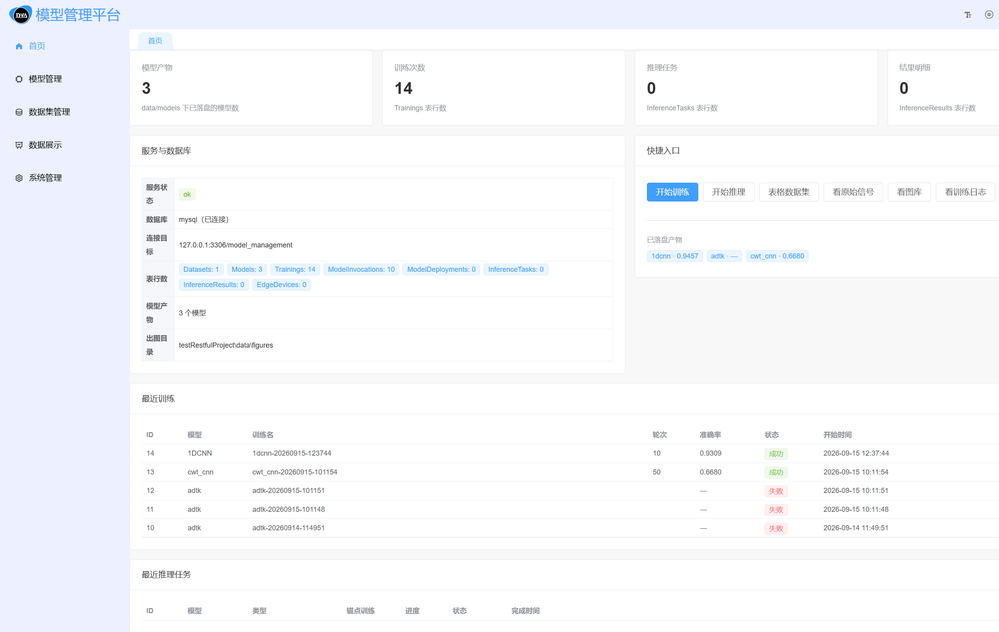 DVA 模型管理平台
首页
模型管理
数据集管理
数据展示
系统管理
首页
模型产物
3
data/models 下已落盘的模型数
训练次数
14
Trainings 表行数
推理任务
0
InferenceTasks 表行数
结果明细
0
InferenceResults 表行数
服务与数据库
服务状态 ok
数据库 mysql（已连接）
连接目标 127.0.0.1:3306/model_management
表行数 Datasets: 1 Models: 3 Trainings: 14 ModelInvocations: 10 ModelDeployments: 0 InferenceTasks: 0
InferenceResults: 0 EdgeDevices: 0
模型产物 3 个模型
出图目录 testRestfulProject\data\figures
快捷入口
开始训练 开始推理 表格数据集 看原始信号 看图库 看训练日志
已落盘产物
1dcnn · 0.9457 adtk · — cwt_cnn · 0.6680
最近训练
ID 模型 训练名 轮次 准确率 状态 开始时间
14 1DCNN 1dcnn-20260915-123744 10 0.9309 成功 2026-09-15 12:37:44
13 cwt_cnn cwt_cnn-20260915-101154 50 0.6680 成功 2026-09-15 10:11:54
12 adtk adtk-20260915-101151 — 失败 2026-09-15 10:11:51
11 adtk adtk-20260915-101148 — 失败 2026-09-15 10:11:48
10 adtk adtk-20260914-114951 — 失败 2026-09-14 11:49:51
最近推理任务
ID 模型 类型 锚点训练 进度 状态 完成时间